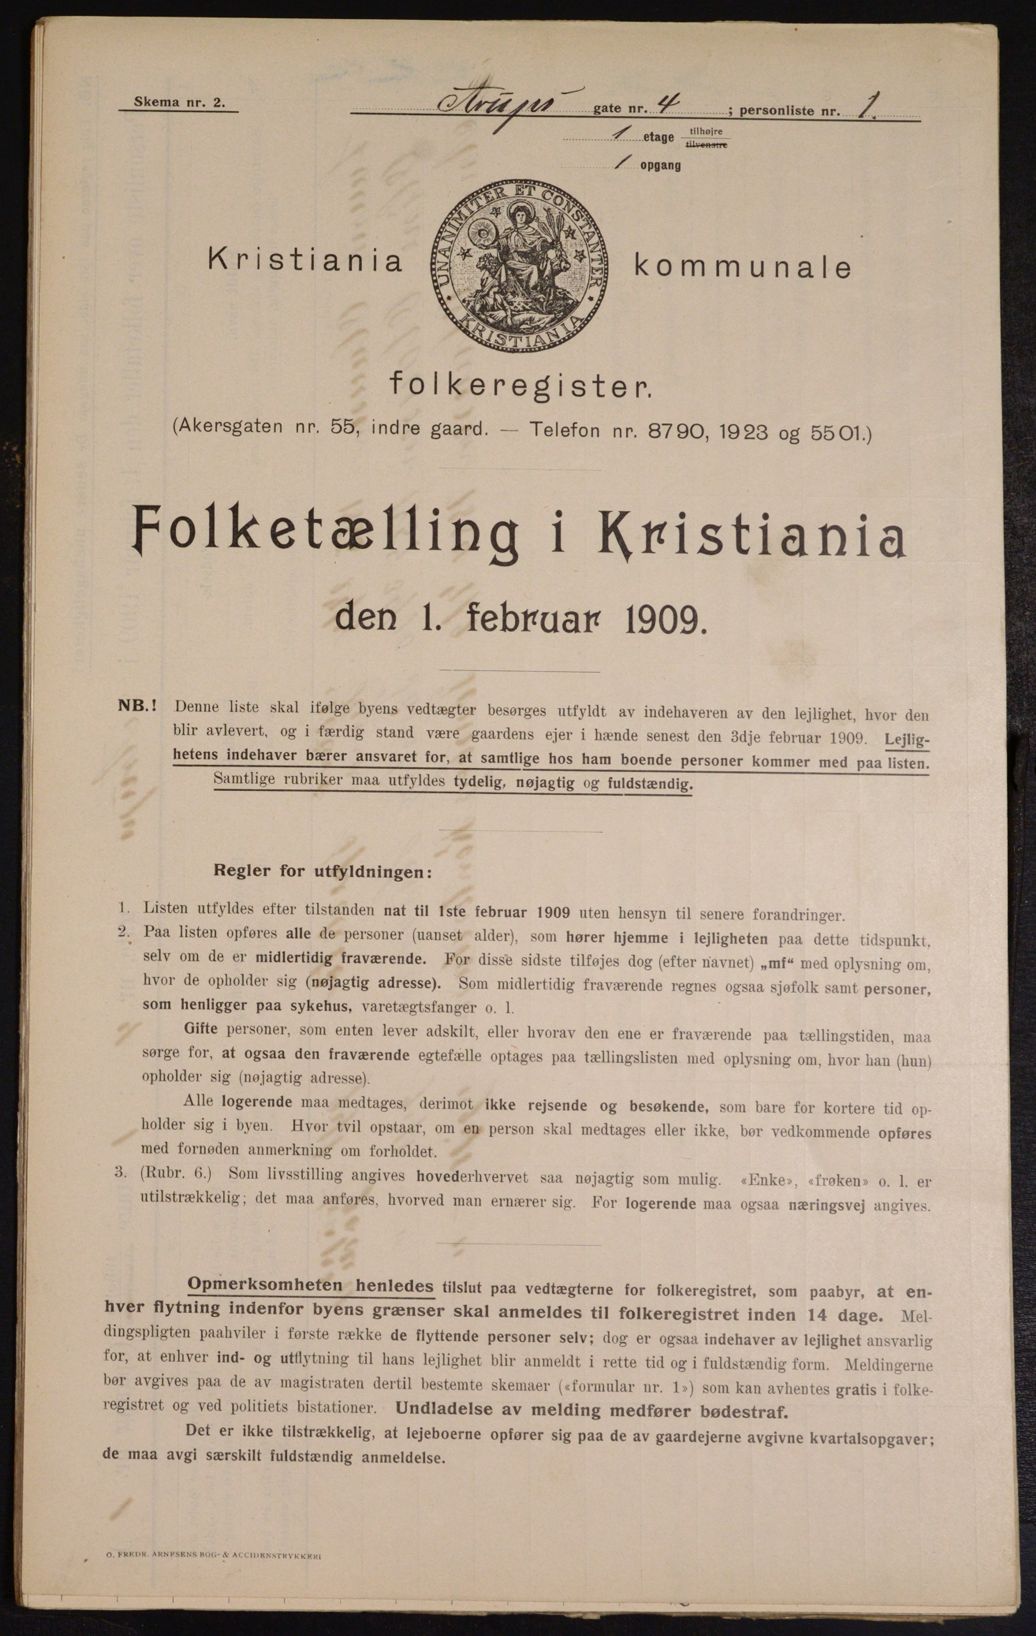 Skema nr. 2.
Arups gate nr. 4 ; personliste nr. 1.
1 etage tilhøjre tilvenstre
1 opgang
UNANIMITER ET CONSTANTER
KRISTIANIA
Kristiania kommunale
folkeregister.
(Akersgaten nr. 55, indre gaard. — Telefon nr. 8790, 1923 og 5501.)
Folketælling i Kristiania
den 1. februar 1909.
NB.! Denne liste skal ifølge byens vedtægter besørges utfyldt av indehaveren av den lejlighet, hvor den
blir avlevert, og i færdig stand være gaardens ejer i hænde senest den 3dje februar 1909. Lejlig-
hetens indehaver bærer ansvaret for, at samtlige hos ham boende personer kommer med paa listen.
Samtlige rubriker maa utfyldes tydelig, nøjagtig og fuldstændig.
Regler for utfyldningen:
1. Listen utfyldes efter tilstanden nat til 1ste februar 1909 uten hensyn til senere forandringer.
2. Paa listen opføres alle de personer (uanset alder), som hører hjemme i lejligheten paa dette tidspunkt,
selv om de er midlertidig fraværende. For disse sidste tilføjes dog (efter navnet) „mf“ med oplysning om,
hvor de opholder sig (nøjagtig adresse). Som midlertidig fraværende regnes ogsaa sjøfolk samt personer,
som henligger paa sykehus, varetægtsfanger o. l.
Gifte personer, som enten lever adskilt, eller hvorav den ene er fraværende paa tællingstiden, maa
sørge for, at ogsaa den fraværende egtefælle optages paa tællingslisten med oplysning om, hvor han (hun)
opholder sig (nøjagtig adresse).
Alle logerende maa medtages, derimot ikke rejsende og besøkende, som bare for kortere tid op-
holder sig i byen. Hvor tvil opstaar, om en person skal medtages eller ikke, bør vedkommende opføres
med fornøden anmerkning om forholdet.
3. (Rubr. 6.) Som livsstilling angives hovederhvervet saa nøjagtig som mulig. «Enke», «frøken» o. l. er
utilstrækkelig; det maa anføres, hvorved man ernærer sig. For logerende maa ogsaa næringsvej angives.
Opmerksomheten henledes tilslut paa vedtægterne for folkeregistret, som paabyr, at en-
hver flytning indenfor byens grænser skal anmeldes til folkeregistret inden 14 dage. Mel-
dingspligten paahviler i første række de flyttende personer selv; dog er ogsaa indehaver av lejlighet ansvarlig
for, at enhver ind- og utflytning til hans lejlighet blir anmeldt i rette tid og i fuldstændig form. Meldingerne
bør avgives paa de av magistraten dertil bestemte skemaer («formular nr. 1») som kan avhentes gratis i folke-
registret og ved politiets bistationer. Undladelse av melding medfører bødestraf.
Det er ikke tilstrækkelig, at lejeboerne opfører sig paa de av gaardejerne avgivne kvartalsopgaver;
de maa avgi særskilt fuldstændig anmeldelse.
O. FREDR. ARNESENS BOG- & ACCIDENSTRYKKERI